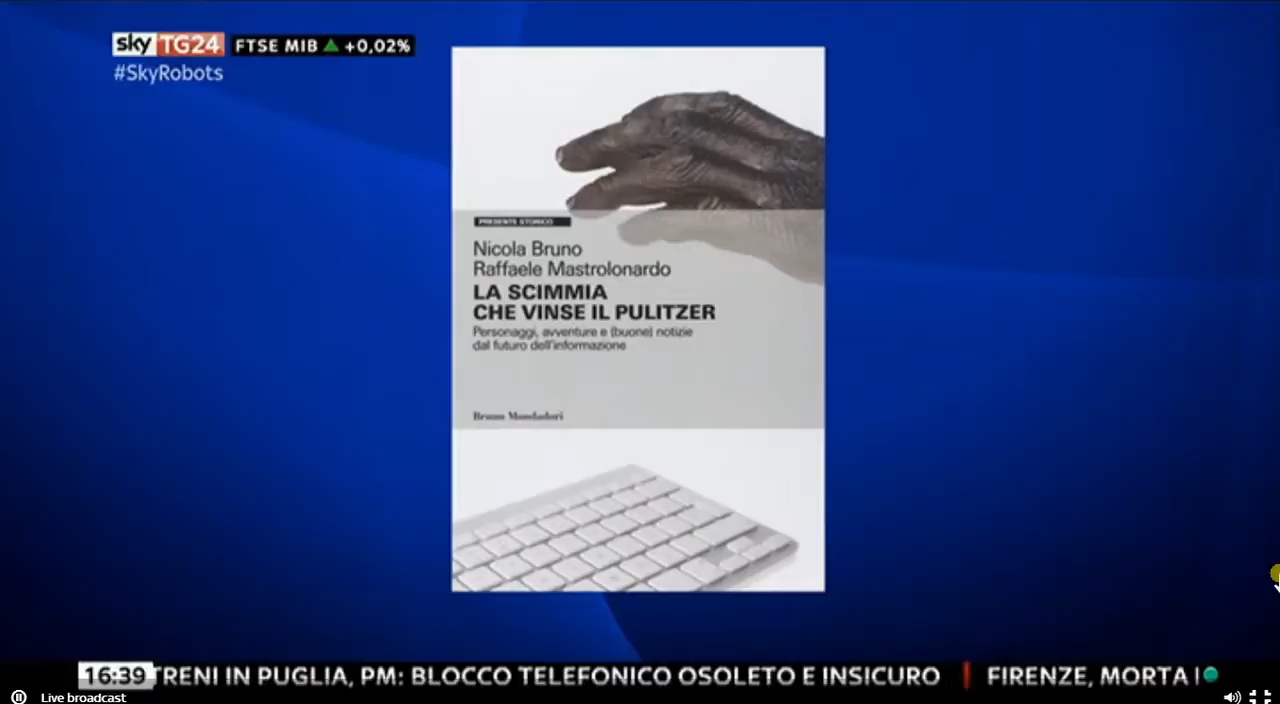 sky TG24 FTSE MIB +0,02%
#SkyRobots
PRESENTE STORICO
Nicola Bruno
Raffaele Mastrolonardo
LA SCIMMIA
CHE VINSE IL PULITZER
Personaggi, avventure e (buone) notizie
dal futuro dell'informazione
Bruno Mondadori
16:39 TRENI IN PUGLIA, PM: BLOCCO TELEFONICO OSOLETO E INSICURO | FIRENZE, MORTA
Live broadcast